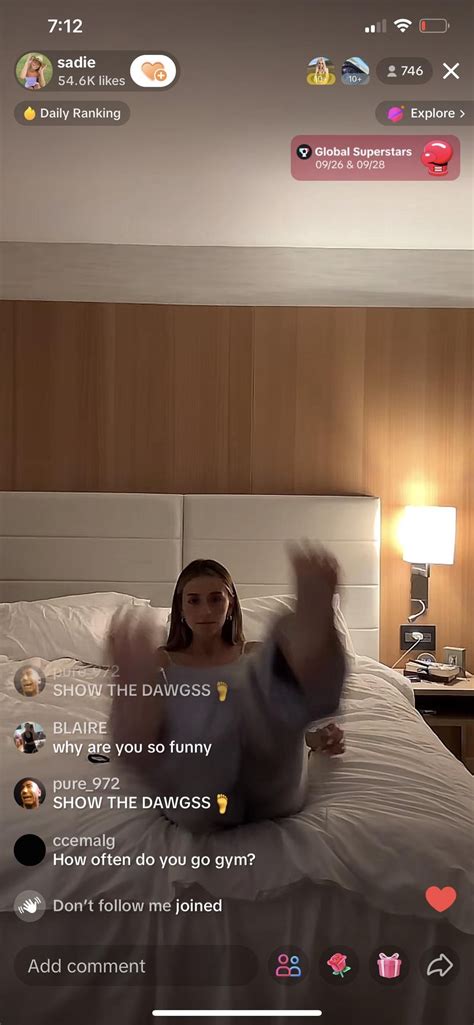 7:12
sadie
54.6K likes
10+
10+
746
Daily Ranking
Explore >
Global Superstars
09/26 & 09/28
pure_972
SHOW THE DAWGSS🦶
BLAIRE
why are you so funny
pure_972
SHOW THE DAWGSS🦶
ccemalg
How often do you go gym?
Don’t follow me joined
Add comment